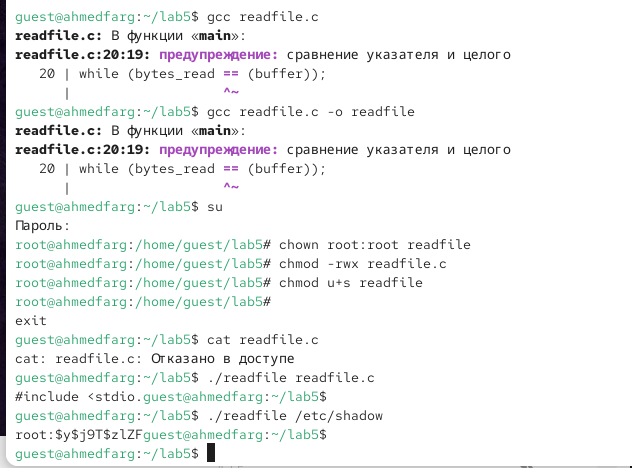 guest@ahmedfarg:~/lab5$ gcc readfile.c
readfile.c: В функции «main»:
readfile.c:20:19: предупреждение: сравнение указателя и целого
   20 | while (bytes_read == (buffer));
      |                   ^~
guest@ahmedfarg:~/lab5$ gcc readfile.c -o readfile
readfile.c: В функции «main»:
readfile.c:20:19: предупреждение: сравнение указателя и целого
   20 | while (bytes_read == (buffer));
      |                   ^~
guest@ahmedfarg:~/lab5$ su
Пароль:
root@ahmedfarg:/home/guest/lab5# chown root:root readfile
root@ahmedfarg:/home/guest/lab5# chmod -rwx readfile.c
root@ahmedfarg:/home/guest/lab5# chmod u+s readfile
root@ahmedfarg:/home/guest/lab5#
exit
guest@ahmedfarg:~/lab5$ cat readfile.c
cat: readfile.c: Отказано в доступе
guest@ahmedfarg:~/lab5$ ./readfile readfile.c
#include <stdio.guest@ahmedfarg:~/lab5$
guest@ahmedfarg:~/lab5$ ./readfile /etc/shadow
root:$y$j9T$zlZFguest@ahmedfarg:~/lab5$
guest@ahmedfarg:~/lab5$